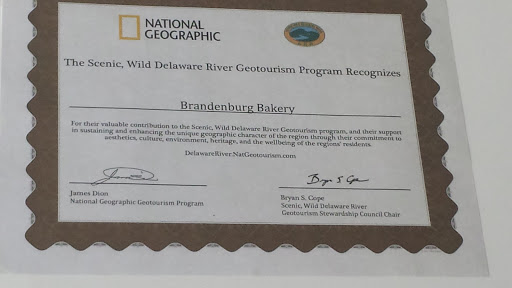 NATIONAL
GEOGRAPHIC
The Scenic, Wild Delaware River Geotourism Program Recognizes
Brandenburg Bakery
For their valuable contribution to the Scenic, Wild Delaware River Geotourism program, and their support
in sustaining and enhancing the unique geographic character of the region through their commitment to
aesthetics, culture, environment, heritage, and the wellbeing of the regions' residents.
DelawareRiver.NatGeotourism.com
James Dion
National Geographic Geotourism Program
Bryan S. Cope
Bryan S. Cope
Scenic, Wild Delaware River
Geotourism Stewardship Council Chair